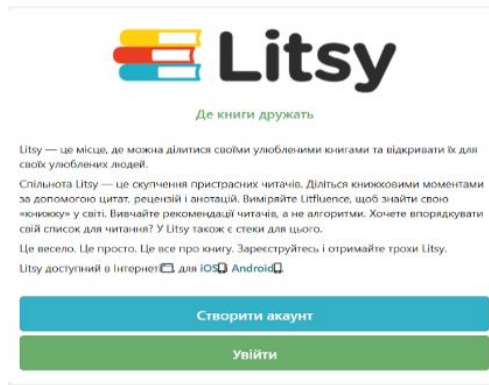 Litsy
Де книги дружать
Litsy — це місце, де можна ділитися своїми улюбленими книгами та відкривати їх для
своїх улюблених людей.
Спільнота Litsy — це скупчення пристрасних читачів. Діліться книжковими моментами
за допомогою цитат, рецензій і анотацій. Виміряйте Litfluence, щоб знайти свою
«книжку» у світі. Вивчайте рекомендації читачів, а не алгоритми. Хочете впорядкувати
свій список для читання? У Litsy також є стеки для цього.
Це весело. Це просто. Це все про книгу. Зареєструйтесь і отримайте трохи Litsy.
Litsy доступний в Інтернет, для iOS Android.
Створити акаунт
Увійти